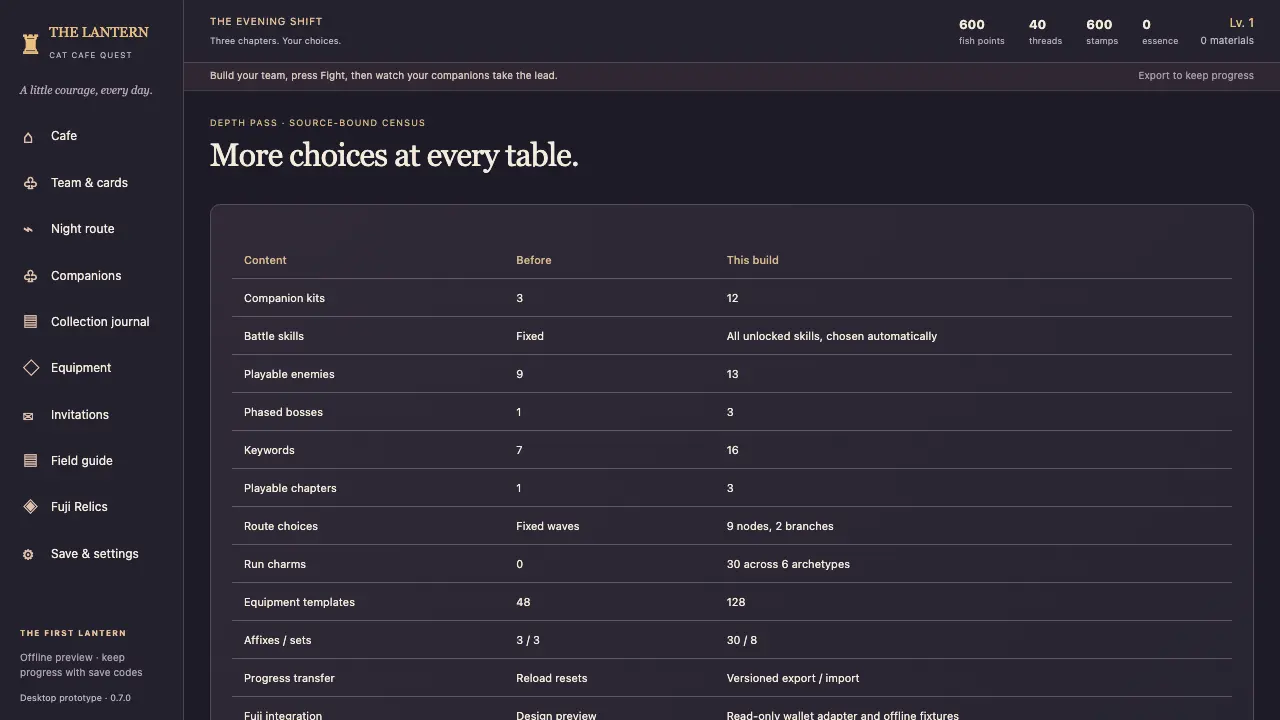 THE LANTERN
CAT CAFE QUEST
A little courage, every day.
Cafe
Team & cards
Night route
Companions
Collection journal
Equipment
Invitations
Field guide
Fuji Relics
Save & settings
THE FIRST LANTERN
Offline preview · keep
progress with save codes
Desktop prototype · 0.7.0
THE EVENING SHIFT
Three chapters. Your choices.
600 40 600 0 Lv. 1
fish points threads stamps essence 0 materials
Build your team, press Fight, then watch your companions take the lead. Export to keep progress
DEPTH PASS · SOURCE-BOUND CENSUS
More choices at every table.
Content Before This build
Companion kits 3 12
Battle skills Fixed All unlocked skills, chosen automatically
Playable enemies 9 13
Phased bosses 1 3
Keywords 7 16
Playable chapters 1 3
Route choices Fixed waves 9 nodes, 2 branches
Run charms 0 30 across 6 archetypes
Equipment templates 48 128
Affixes / sets 3 / 3 30 / 8
Progress transfer Reload resets Versioned export / import
Fuji integration Design preview Read-only wallet adapter and offline fixtures